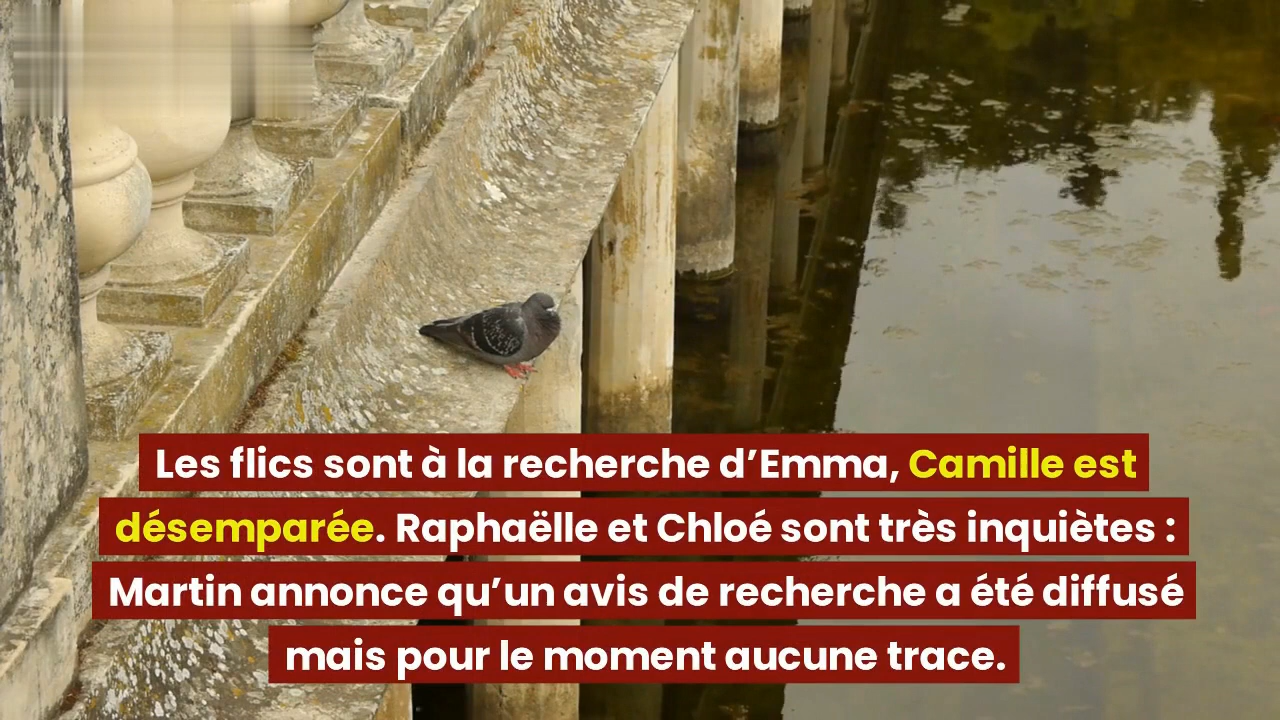 Les flics sont à la recherche d’Emma, Camille est
désemparée. Raphaëlle et Chloé sont très inquiètes :
Martin annonce qu’un avis de recherche a été diffusé
mais pour le moment aucune trace.